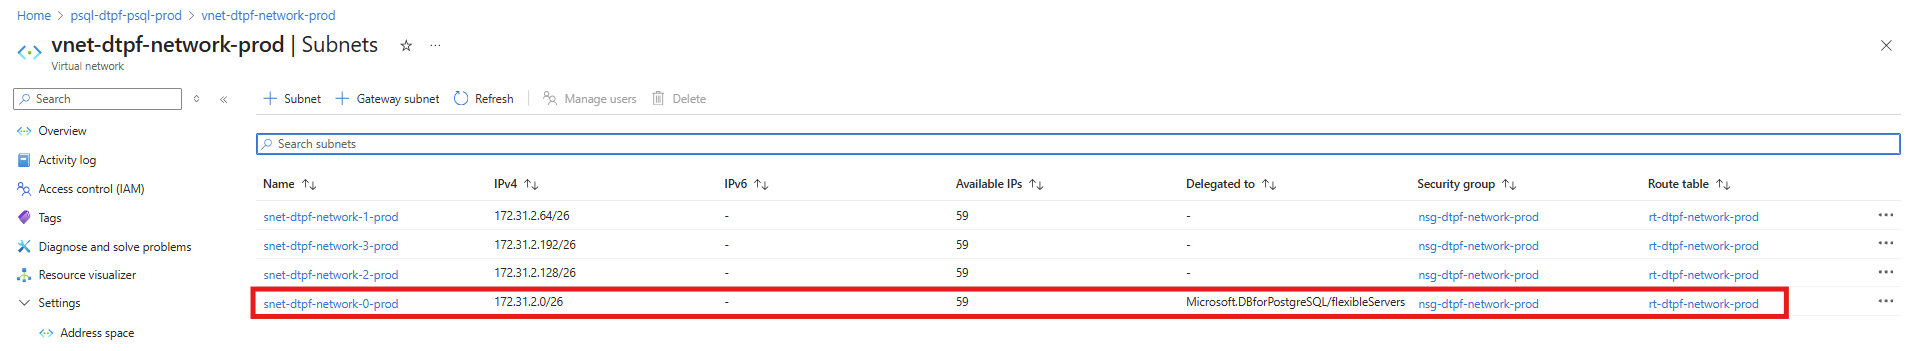 Home > psql-dtpf-psql-prod > vnet-dtpf-network-prod
vnet-dtpf-network-prod | Subnets ☆ ···
Virtual network
Search
+ Subnet + Gateway subnet Refresh | Manage users Delete
Search subnets
Overview
Activity log
Access control (IAM)
Tags
Diagnose and solve problems
Resource visualizer
Settings
Address space
Name ↑↓ IPv4 ↑↓ IPv6 ↑↓ Available IPs ↑↓ Delegated to ↑↓ Security group ↑↓ Route table ↑↓
snet-dtpf-network-1-prod 172.31.2.64/26 - 59 - nsg-dtpf-network-prod rt-dtpf-network-prod ···
snet-dtpf-network-3-prod 172.31.2.192/26 - 59 - nsg-dtpf-network-prod rt-dtpf-network-prod ···
snet-dtpf-network-2-prod 172.31.2.128/26 - 59 - nsg-dtpf-network-prod rt-dtpf-network-prod ···
snet-dtpf-network-0-prod 172.31.2.0/26 - 59 Microsoft.DBforPostgreSQL/flexibleServers nsg-dtpf-network-prod rt-dtpf-network-prod ···